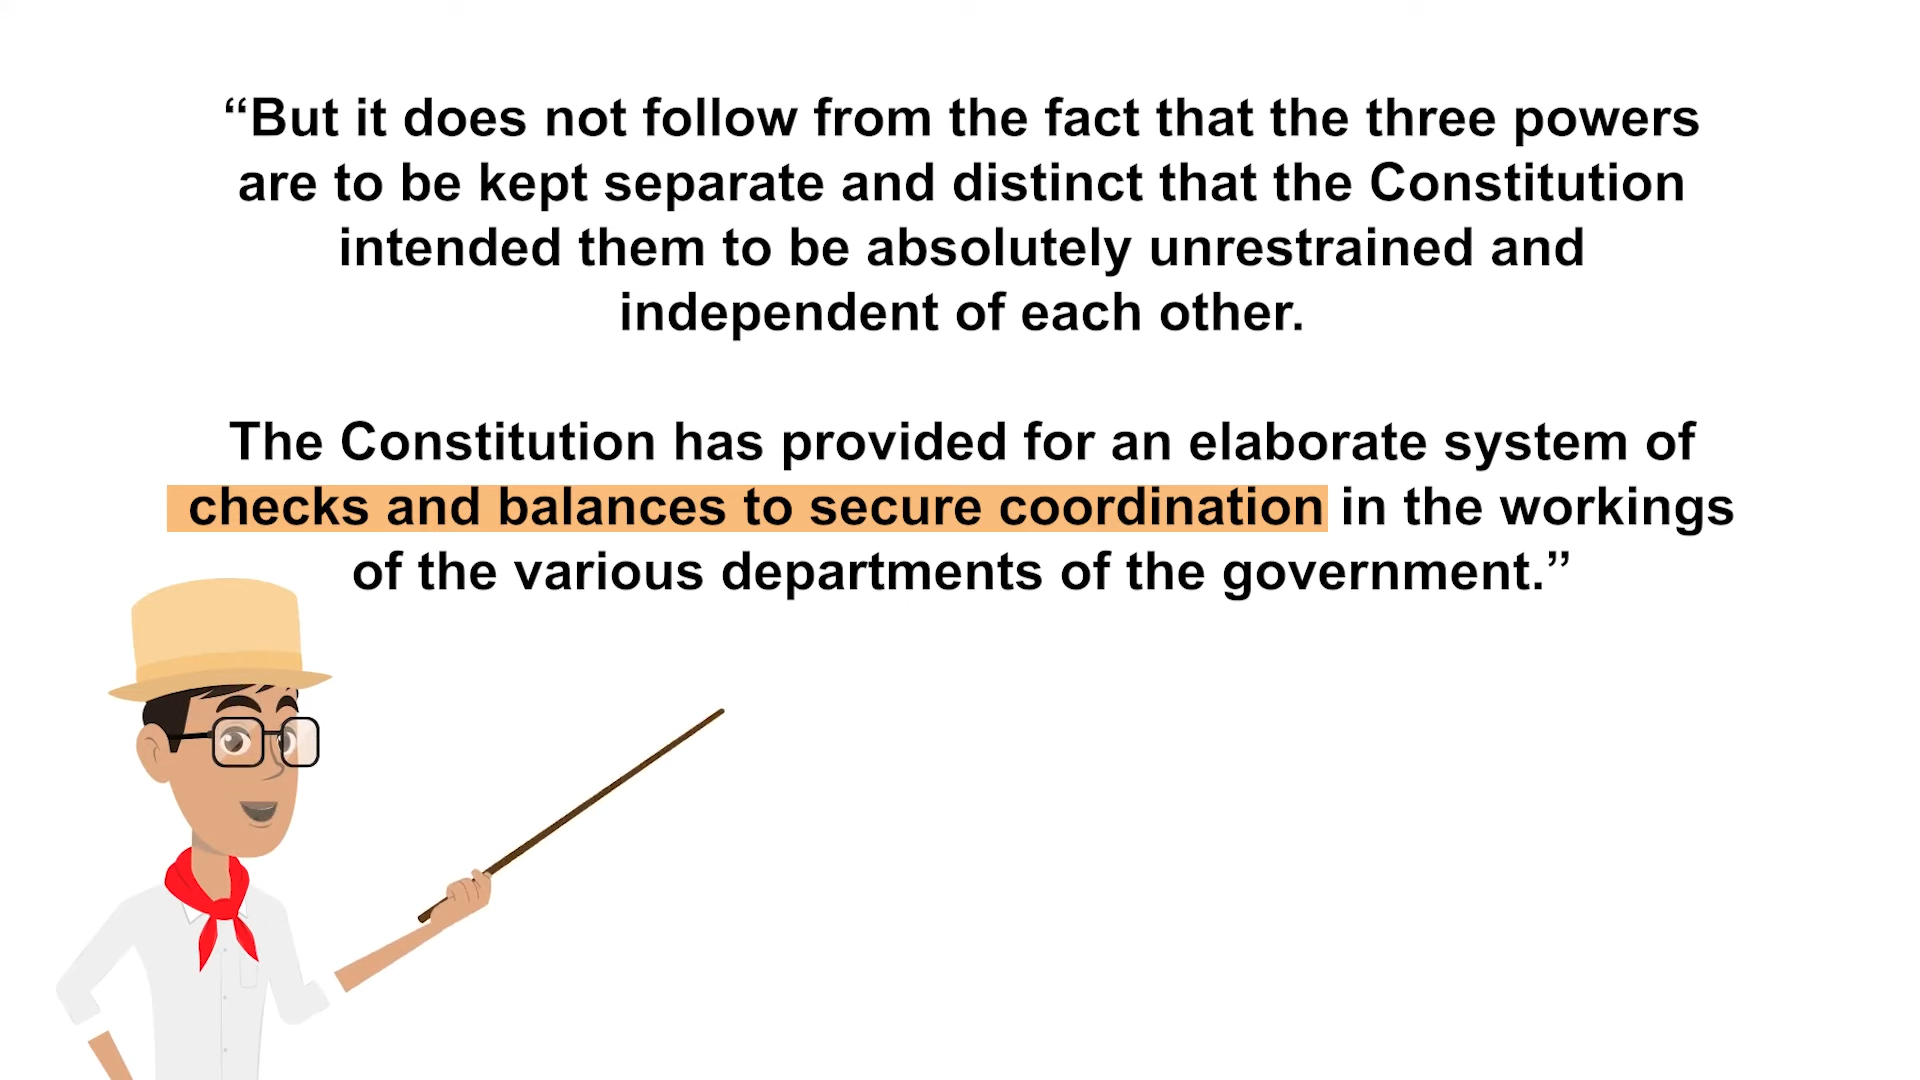 “But it does not follow from the fact that the three powers
are to be kept separate and distinct that the Constitution
intended them to be absolutely unrestrained and
independent of each other.
The Constitution has provided for an elaborate system of
checks and balances to secure coordination in the workings
of the various departments of the government.”